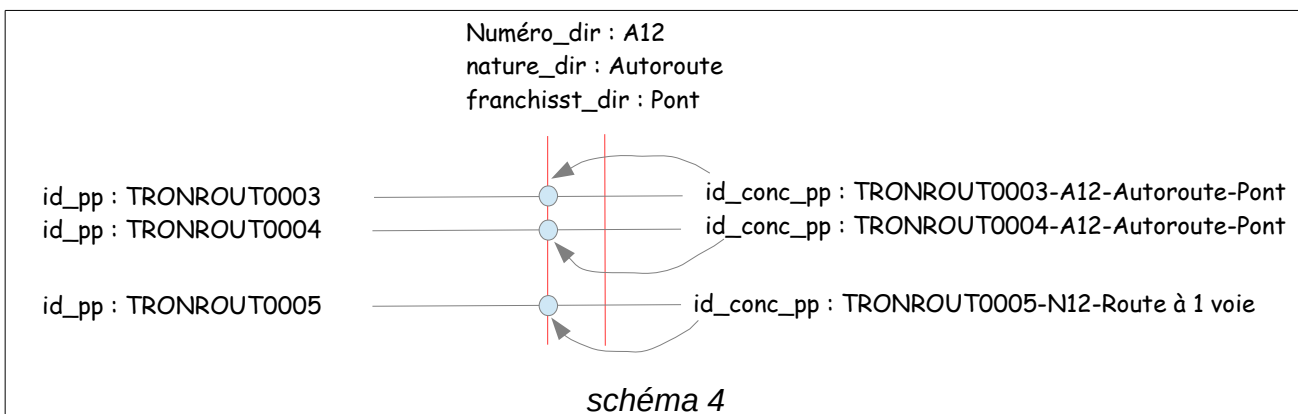 Numéro_dir : A12
nature_dir : Autoroute
franchisst_dir : Pont
id_pp : TRONROUT0003
id_conc_pp : TRONROUT0003-A12-Autoroute-Pont
id_pp : TRONROUT0004
id_conc_pp : TRONROUT0004-A12-Autoroute-Pont
id_pp : TRONROUT0005
id_conc_pp : TRONROUT0005-N12-Route à 1 voie
schéma 4